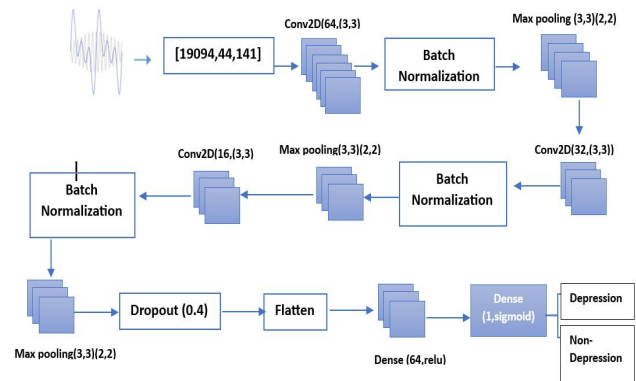 [19094,44,141]
Conv2D(64,(3,3)
Batch
Normalization
Max pooling (3,3)(2,2)
Conv2D(32,(3,3))
Batch
Normalization
Max pooling(3,3)(2,2)
Conv2D(16,(3,3)
Batch
Normalization
Max pooling(3,3)(2,2)
Dropout (0.4)
Flatten
Dense (64,relu)
Dense
(1,sigmoid)
Depression
Non-
Depression